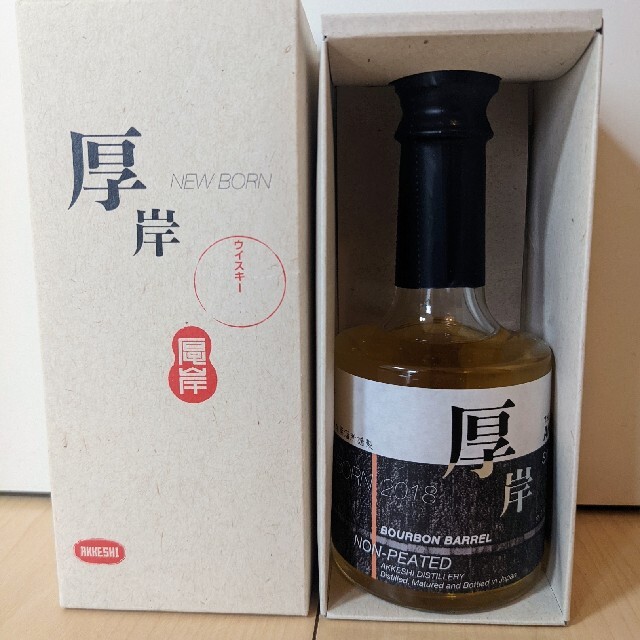 厚岸
NEW BORN
ウイスキー
厚岸
AKKESHI
厚岸
BORN 2018
BOURBON BARREL
NON-PEATED
AKKESHI DISTILLERY
Distilled, Matured and Bottled in Japan